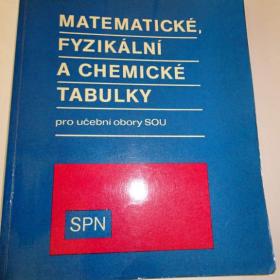 MATEMATICKÉ,
FYZIKÁLNÍ
A CHEMICKÉ
TABULKY
pro učební obory SOU
SPN